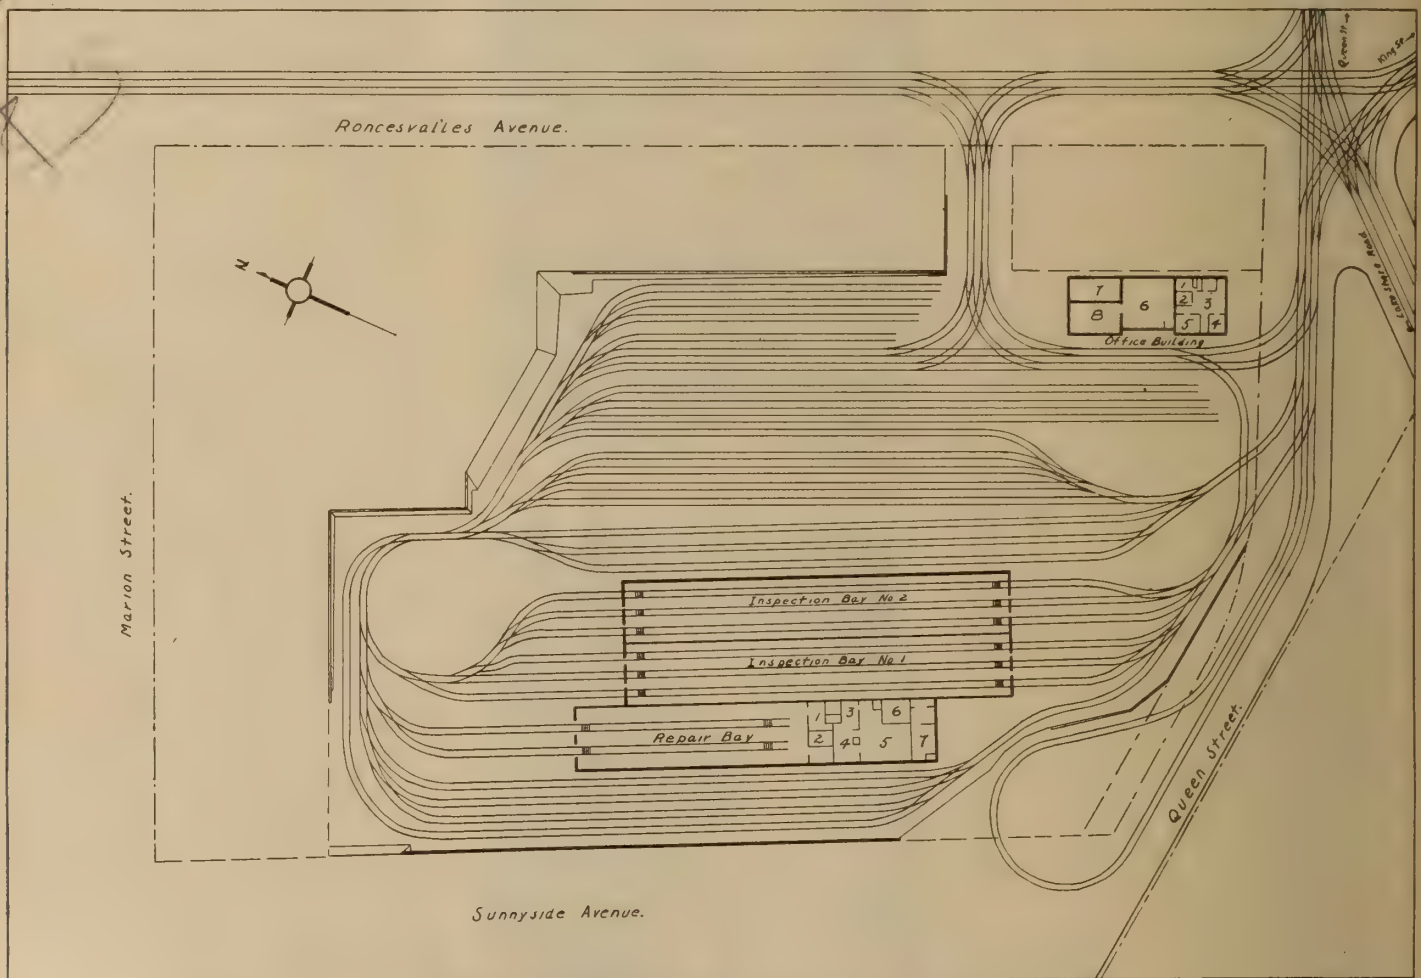 Queen St.
King St.
Roncesvalles Avenue.
N
Lake Shore Road
7
8
6
1
2
3
5
4
Office Building
Marion Street.
Inspection Bay No 2
Inspection Bay No 1
Repair Bay
1
2
3
4
5
6
7
Queen Street.
Sunnyside Avenue.